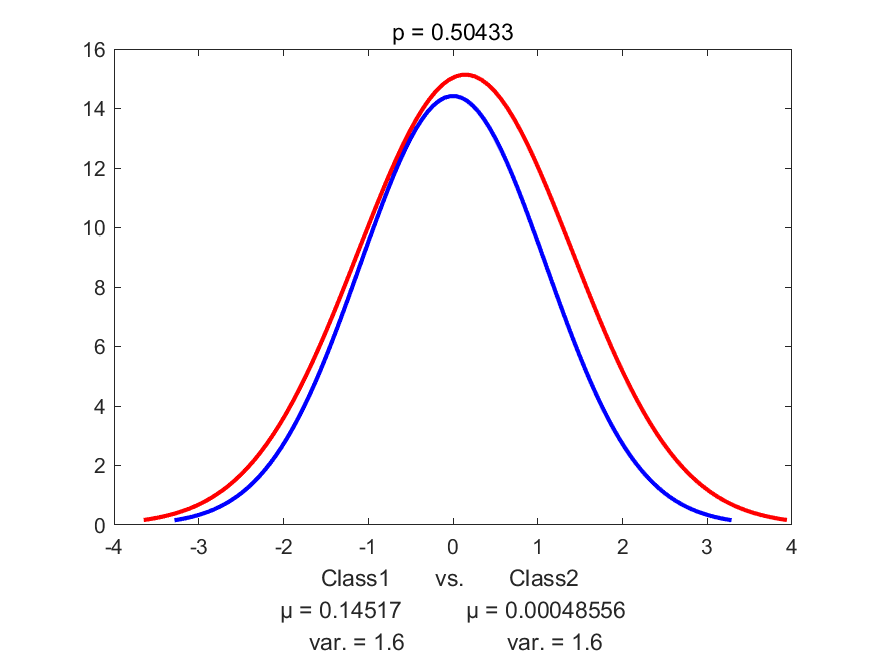 p = 0.50433
16
14
12
10
8
6
4
2
0
-4 -3 -2 -1 0 1 2 3 4
Class1 vs. Class2
μ = 0.14517 μ = 0.00048556
var. = 1.6 var. = 1.6